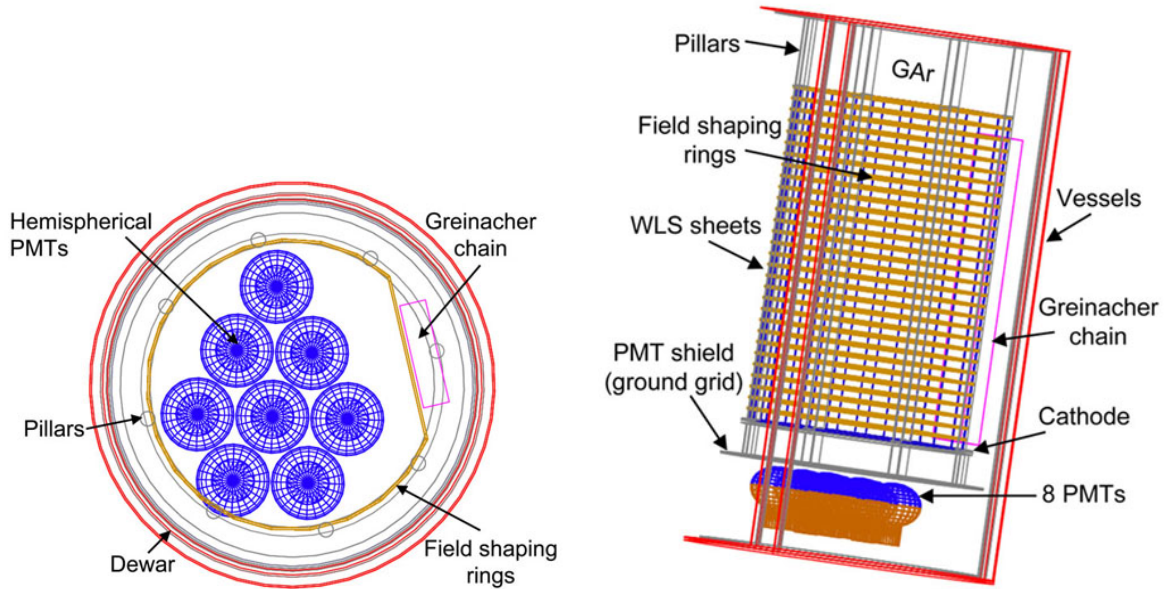 Hemispherical
PMTs
Greinacher
chain
Pillars
Dewar
Field shaping
rings
Pillars
GAr
Field shaping
rings
WLS sheets
Vessels
Greinacher
chain
PMT shield
(ground grid)
Cathode
8 PMTs